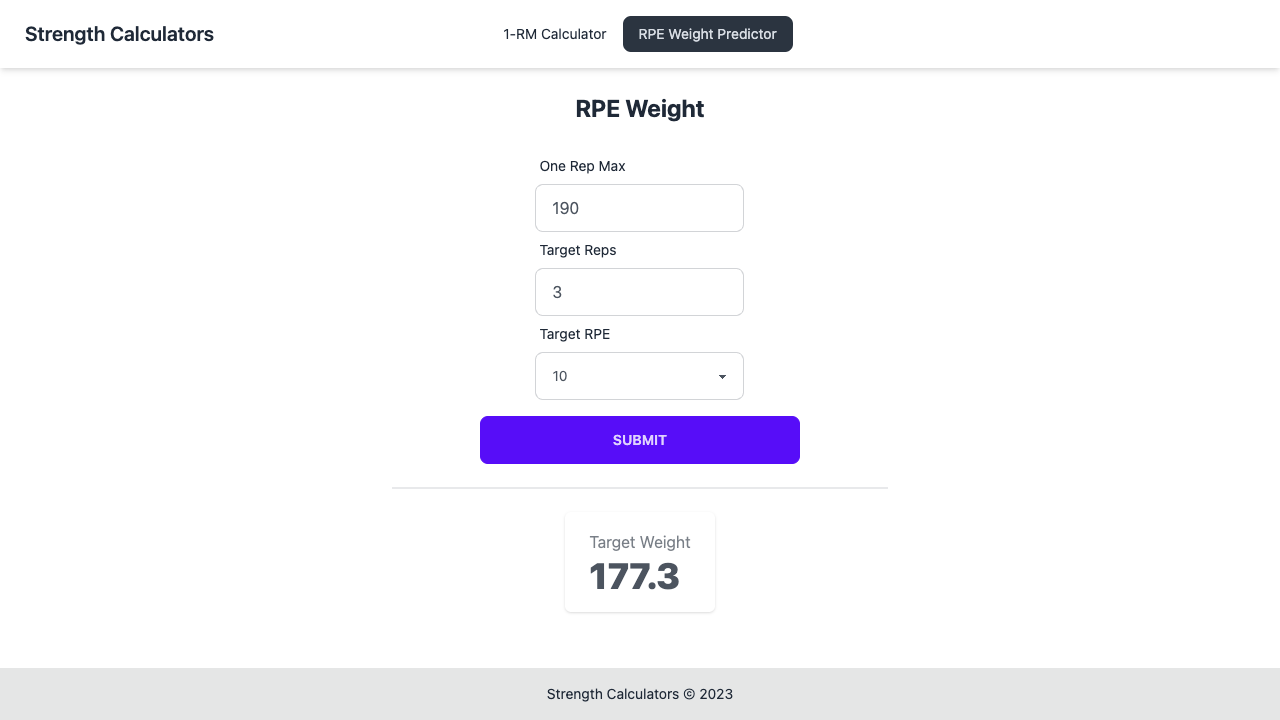 Strength Calculators
1-RM Calculator
RPE Weight Predictor
RPE Weight
One Rep Max
190
Target Reps
3
Target RPE
10
SUBMIT
Target Weight
177.3
Strength Calculators © 2023